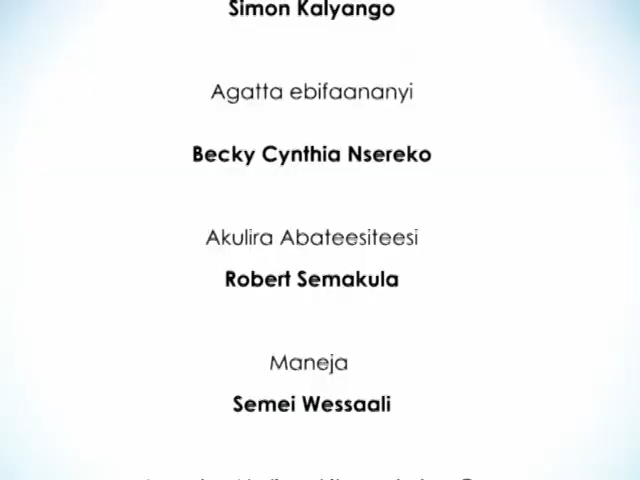 Simon Kalyango
Agatta ebifaananyi
Becky Cynthia Nsereko
Akulira Abateesiteesi
Robert Semakula
Maneja
Semei Wessaali